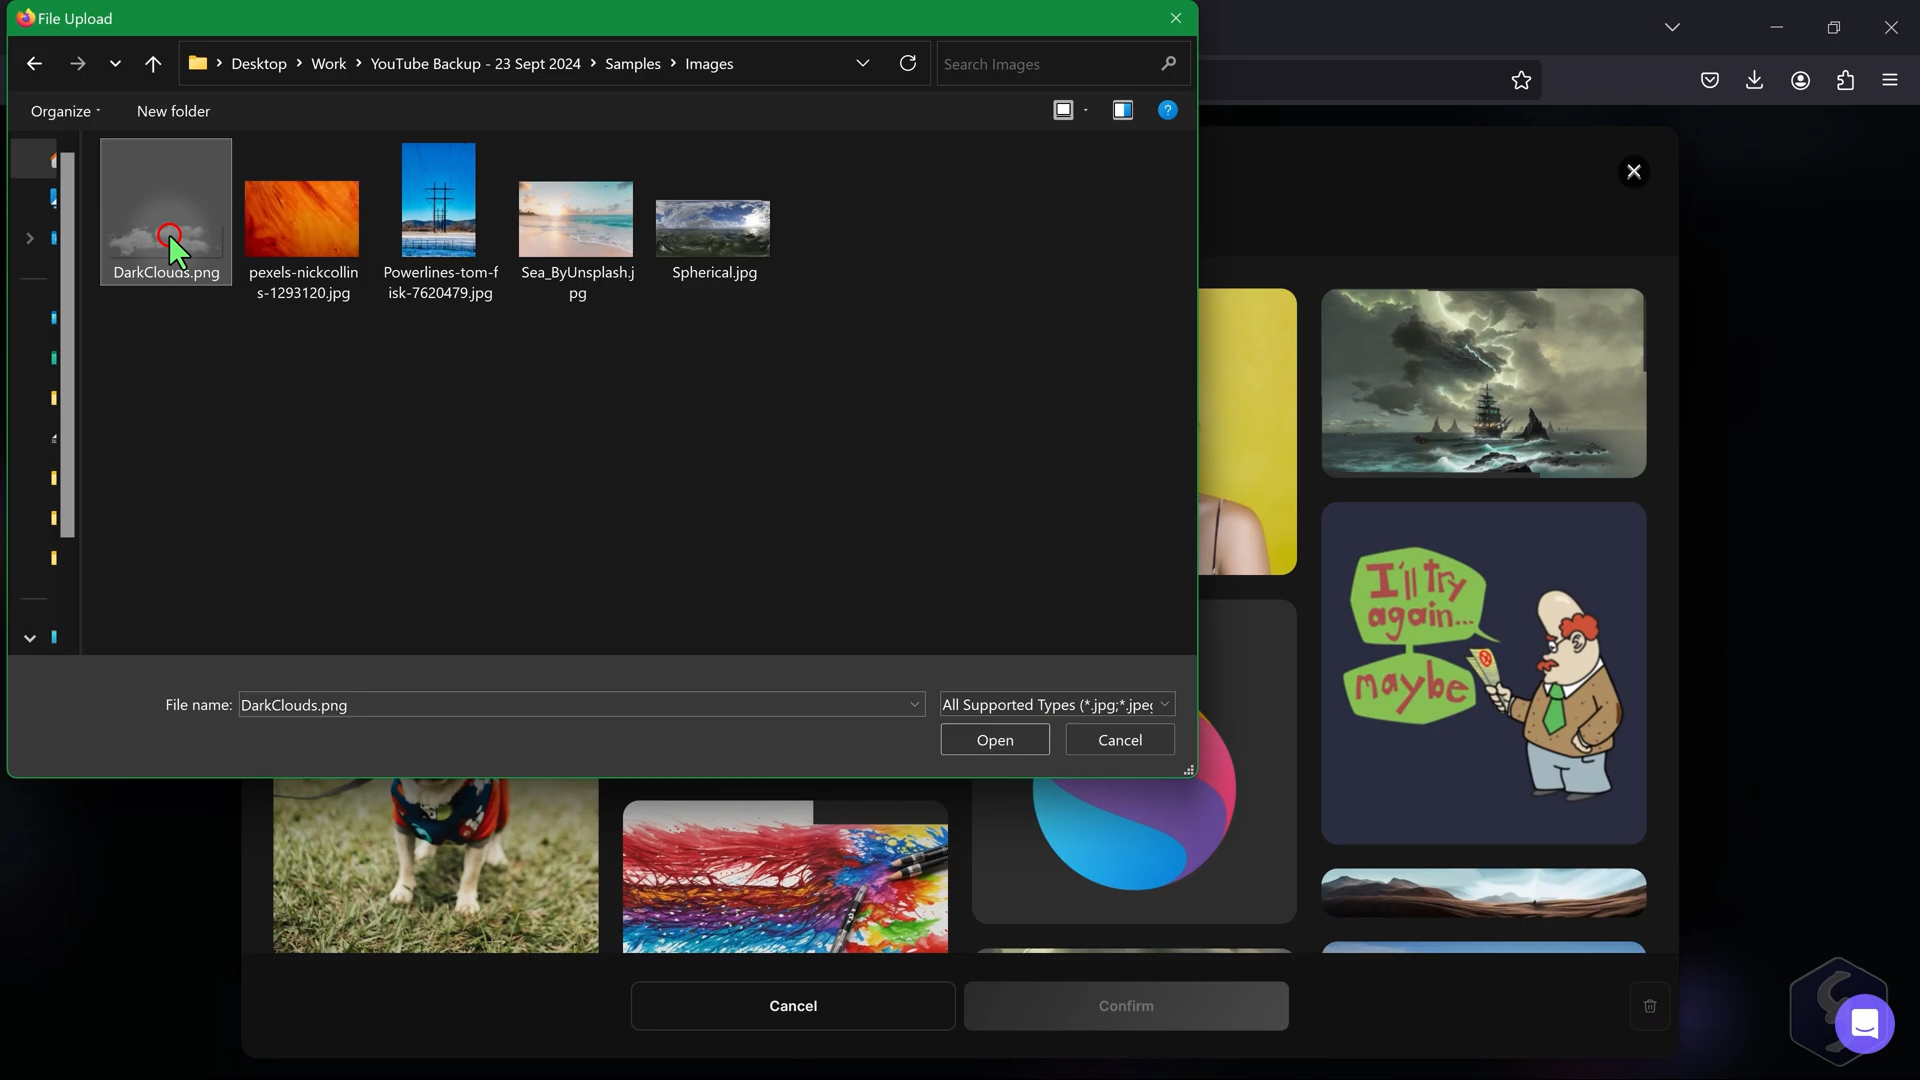 File Upload
Desktop > Work > YouTube Backup - 23 Sept 2024 > Samples > Images
Search Images
Organize
New folder
?
DarkClouds.png
pexels-nickcollin
s-1293120.jpg
Powerlines-tom-f
isk-7620479.jpg
Sea_ByUnsplash.j
pg
Spherical.jpg
I'll try
again...
maybe
File name: DarkClouds.png
All Supported Types (*.jpg;*.jpeg
Open
Cancel
Cancel
Confirm